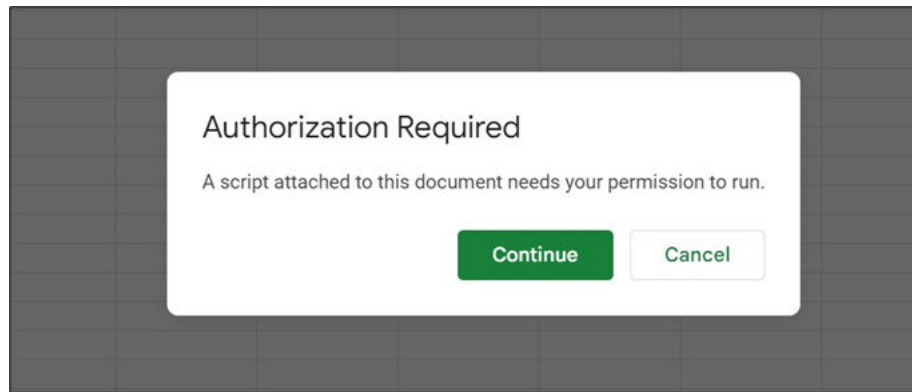 Authorization Required
A script attached to this document needs your permission to run.
Continue Cancel